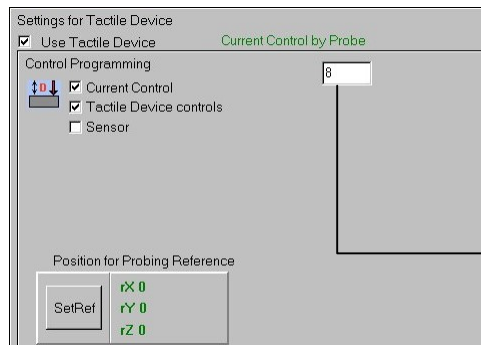 Settings for Tactile Device
Use Tactile Device Current Control by Probe
Control Programming
8
0
Current Control
Tactile Device controls
Sensor
Position for Probing Reference
SetRef
rX 0
rY 0
rZ 0